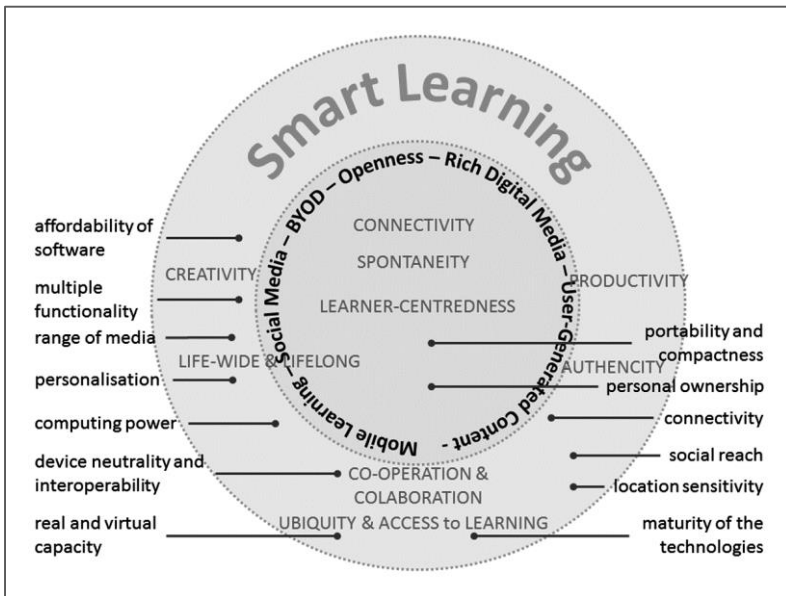 Smart Learning
Mobile Learning – Social Media – BYOD – Openness – Rich Digital Media – User-Generated Content -
CONNECTIVITY
SPONTANEITY
LEARNER-CENTREDNESS
CREATIVITY
PRODUCTIVITY
LIFE-WIDE & LIFELONG
AUTHENCITY
CO-OPERATION &
COLABORATION
UBIQUITY & ACCESS to LEARNING
affordability of
software
multiple
functionality
range of media
personalisation
computing power
device neutrality and
interoperability
real and virtual
capacity
portability and
compactness
personal ownership
connectivity
social reach
location sensitivity
maturity of the
technologies